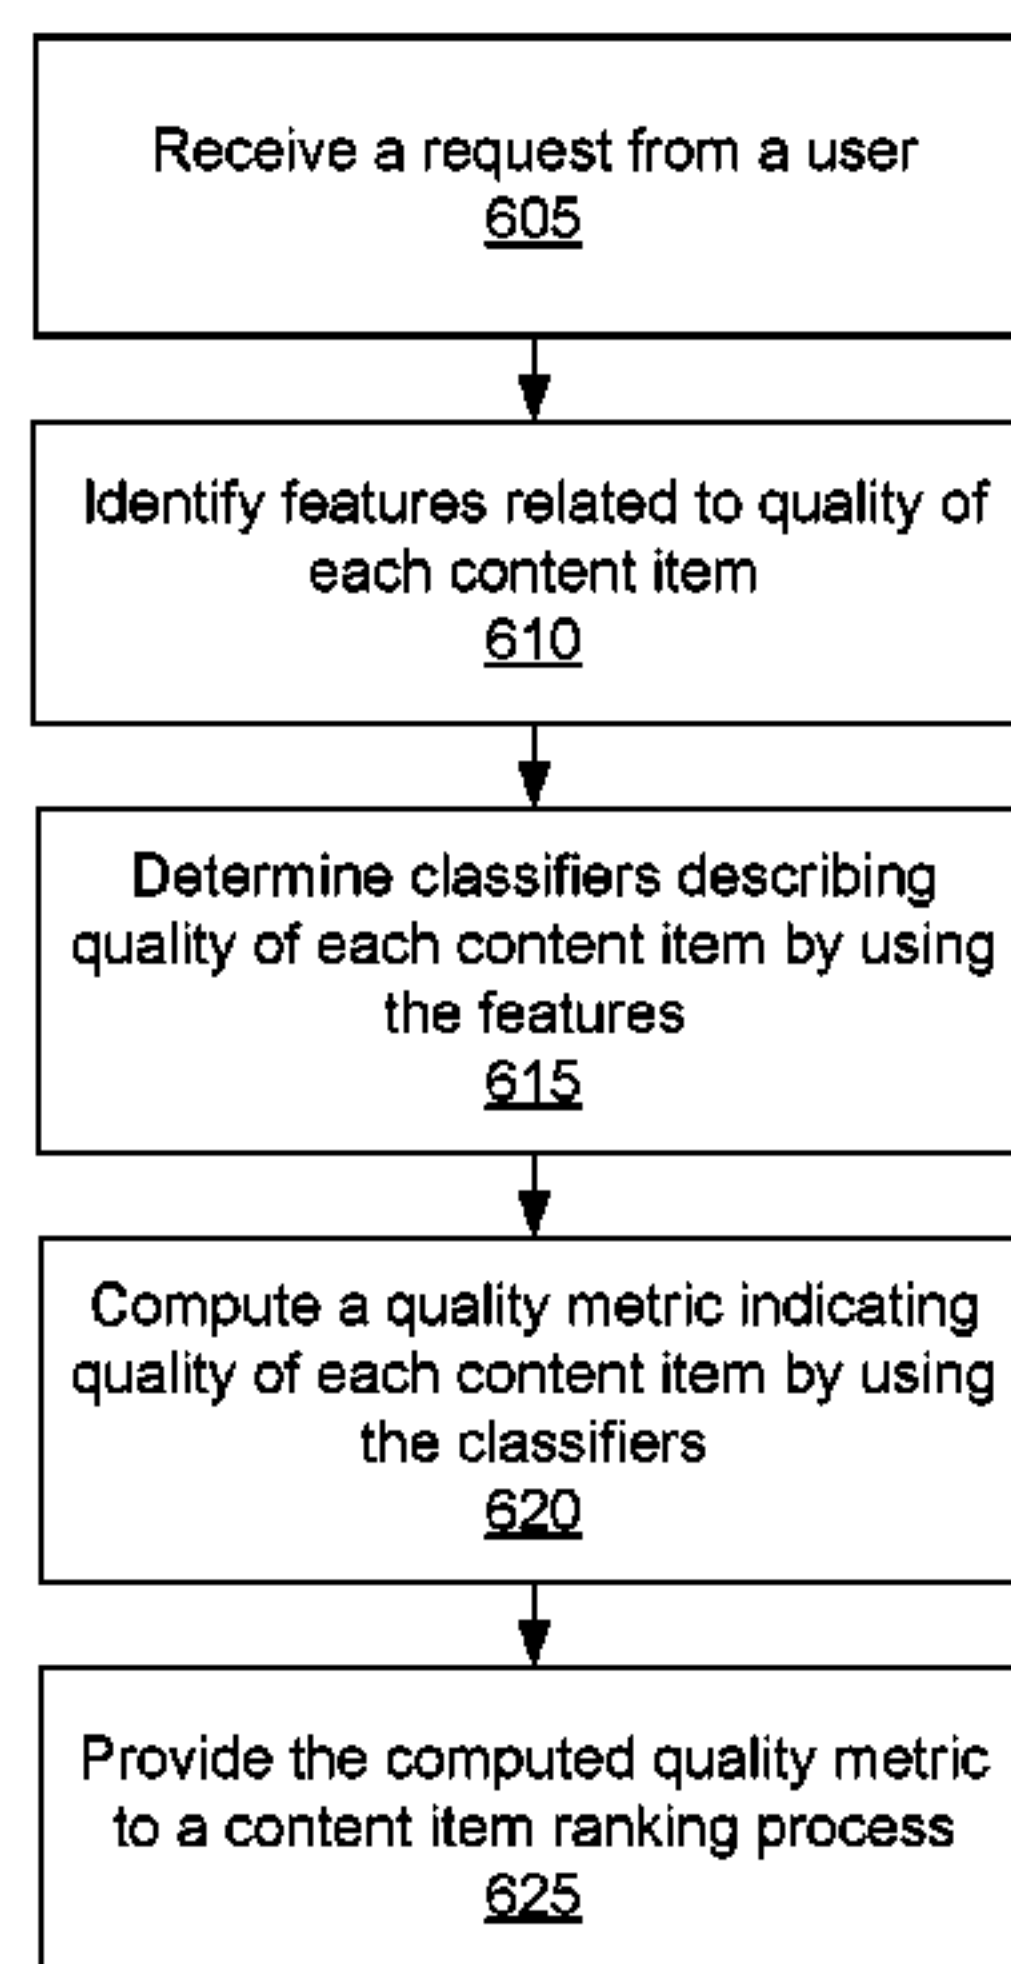 Receive a request from a user
605
Identify features related to quality of
each content item
610
Determine classifiers describing
quality of each content item by using
the features
615
Compute a quality metric indicating
quality of each content item by using
the classifiers
620
Provide the computed quality metric
to a content item ranking process
625